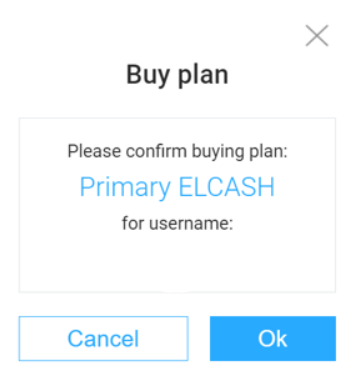 Buy plan
Please confirm buying plan:
Primary ELCASH
for username:
Cancel
Ok